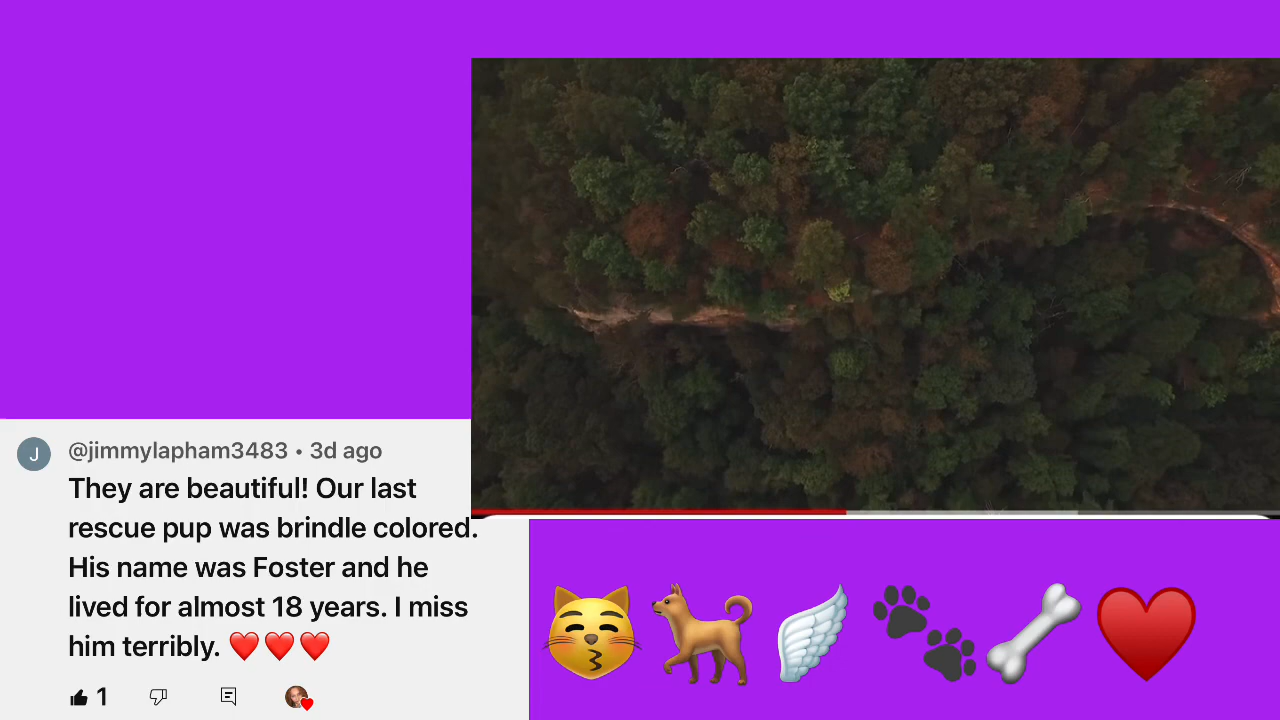 J @jimmylapham3483 • 3d ago
They are beautiful! Our last
rescue pup was brindle colored.
His name was Foster and he
lived for almost 18 years. I miss
him terribly. ❤️❤️❤️
1